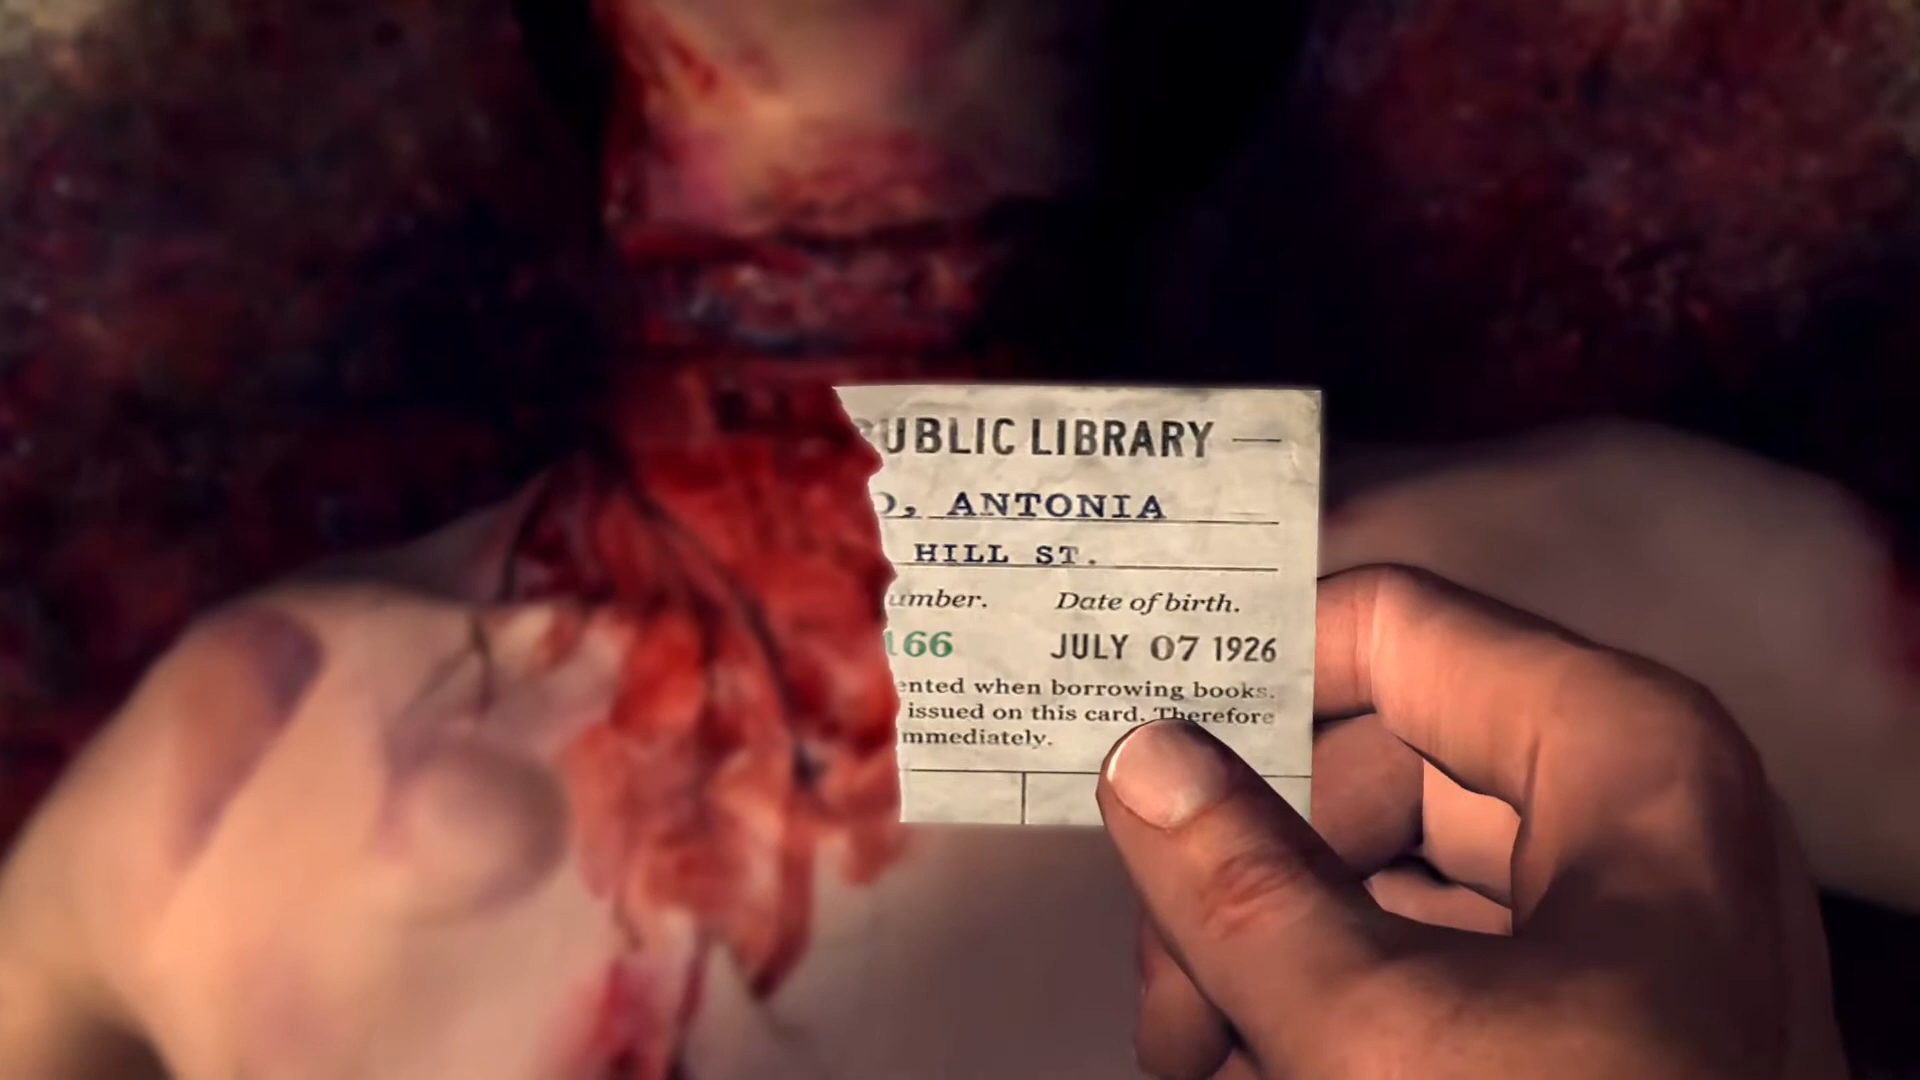 PUBLIC LIBRARY —
O, ANTONIA
HILL ST.
umber. Date of birth.
166 JULY 07 1926
ented when borrowing books.
issued on this card. Therefore
mmediately.